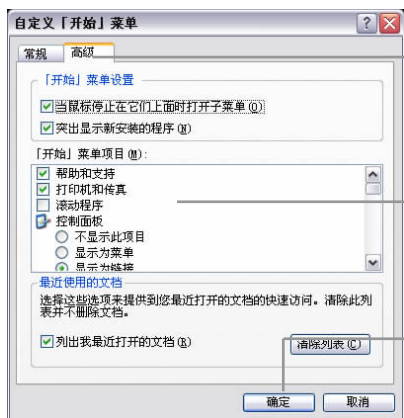 自定义「开始」菜单
常规 高级
「开始」菜单设置
当鼠标停止在它们上面时打开子菜单(O)
突出显示新安装的程序(N)
「开始」菜单项目(M):
帮助和支持
打印机和传真
滚动程序
控制面板
不显示此项目
显示为菜单
显示为链接
最近使用的文档
选择这些选项来提供到您最近打开的文档的快速访问。清除此列
表并不删除文档。
列出我最近打开的文档(R) 清除列表(C)
确定 取消